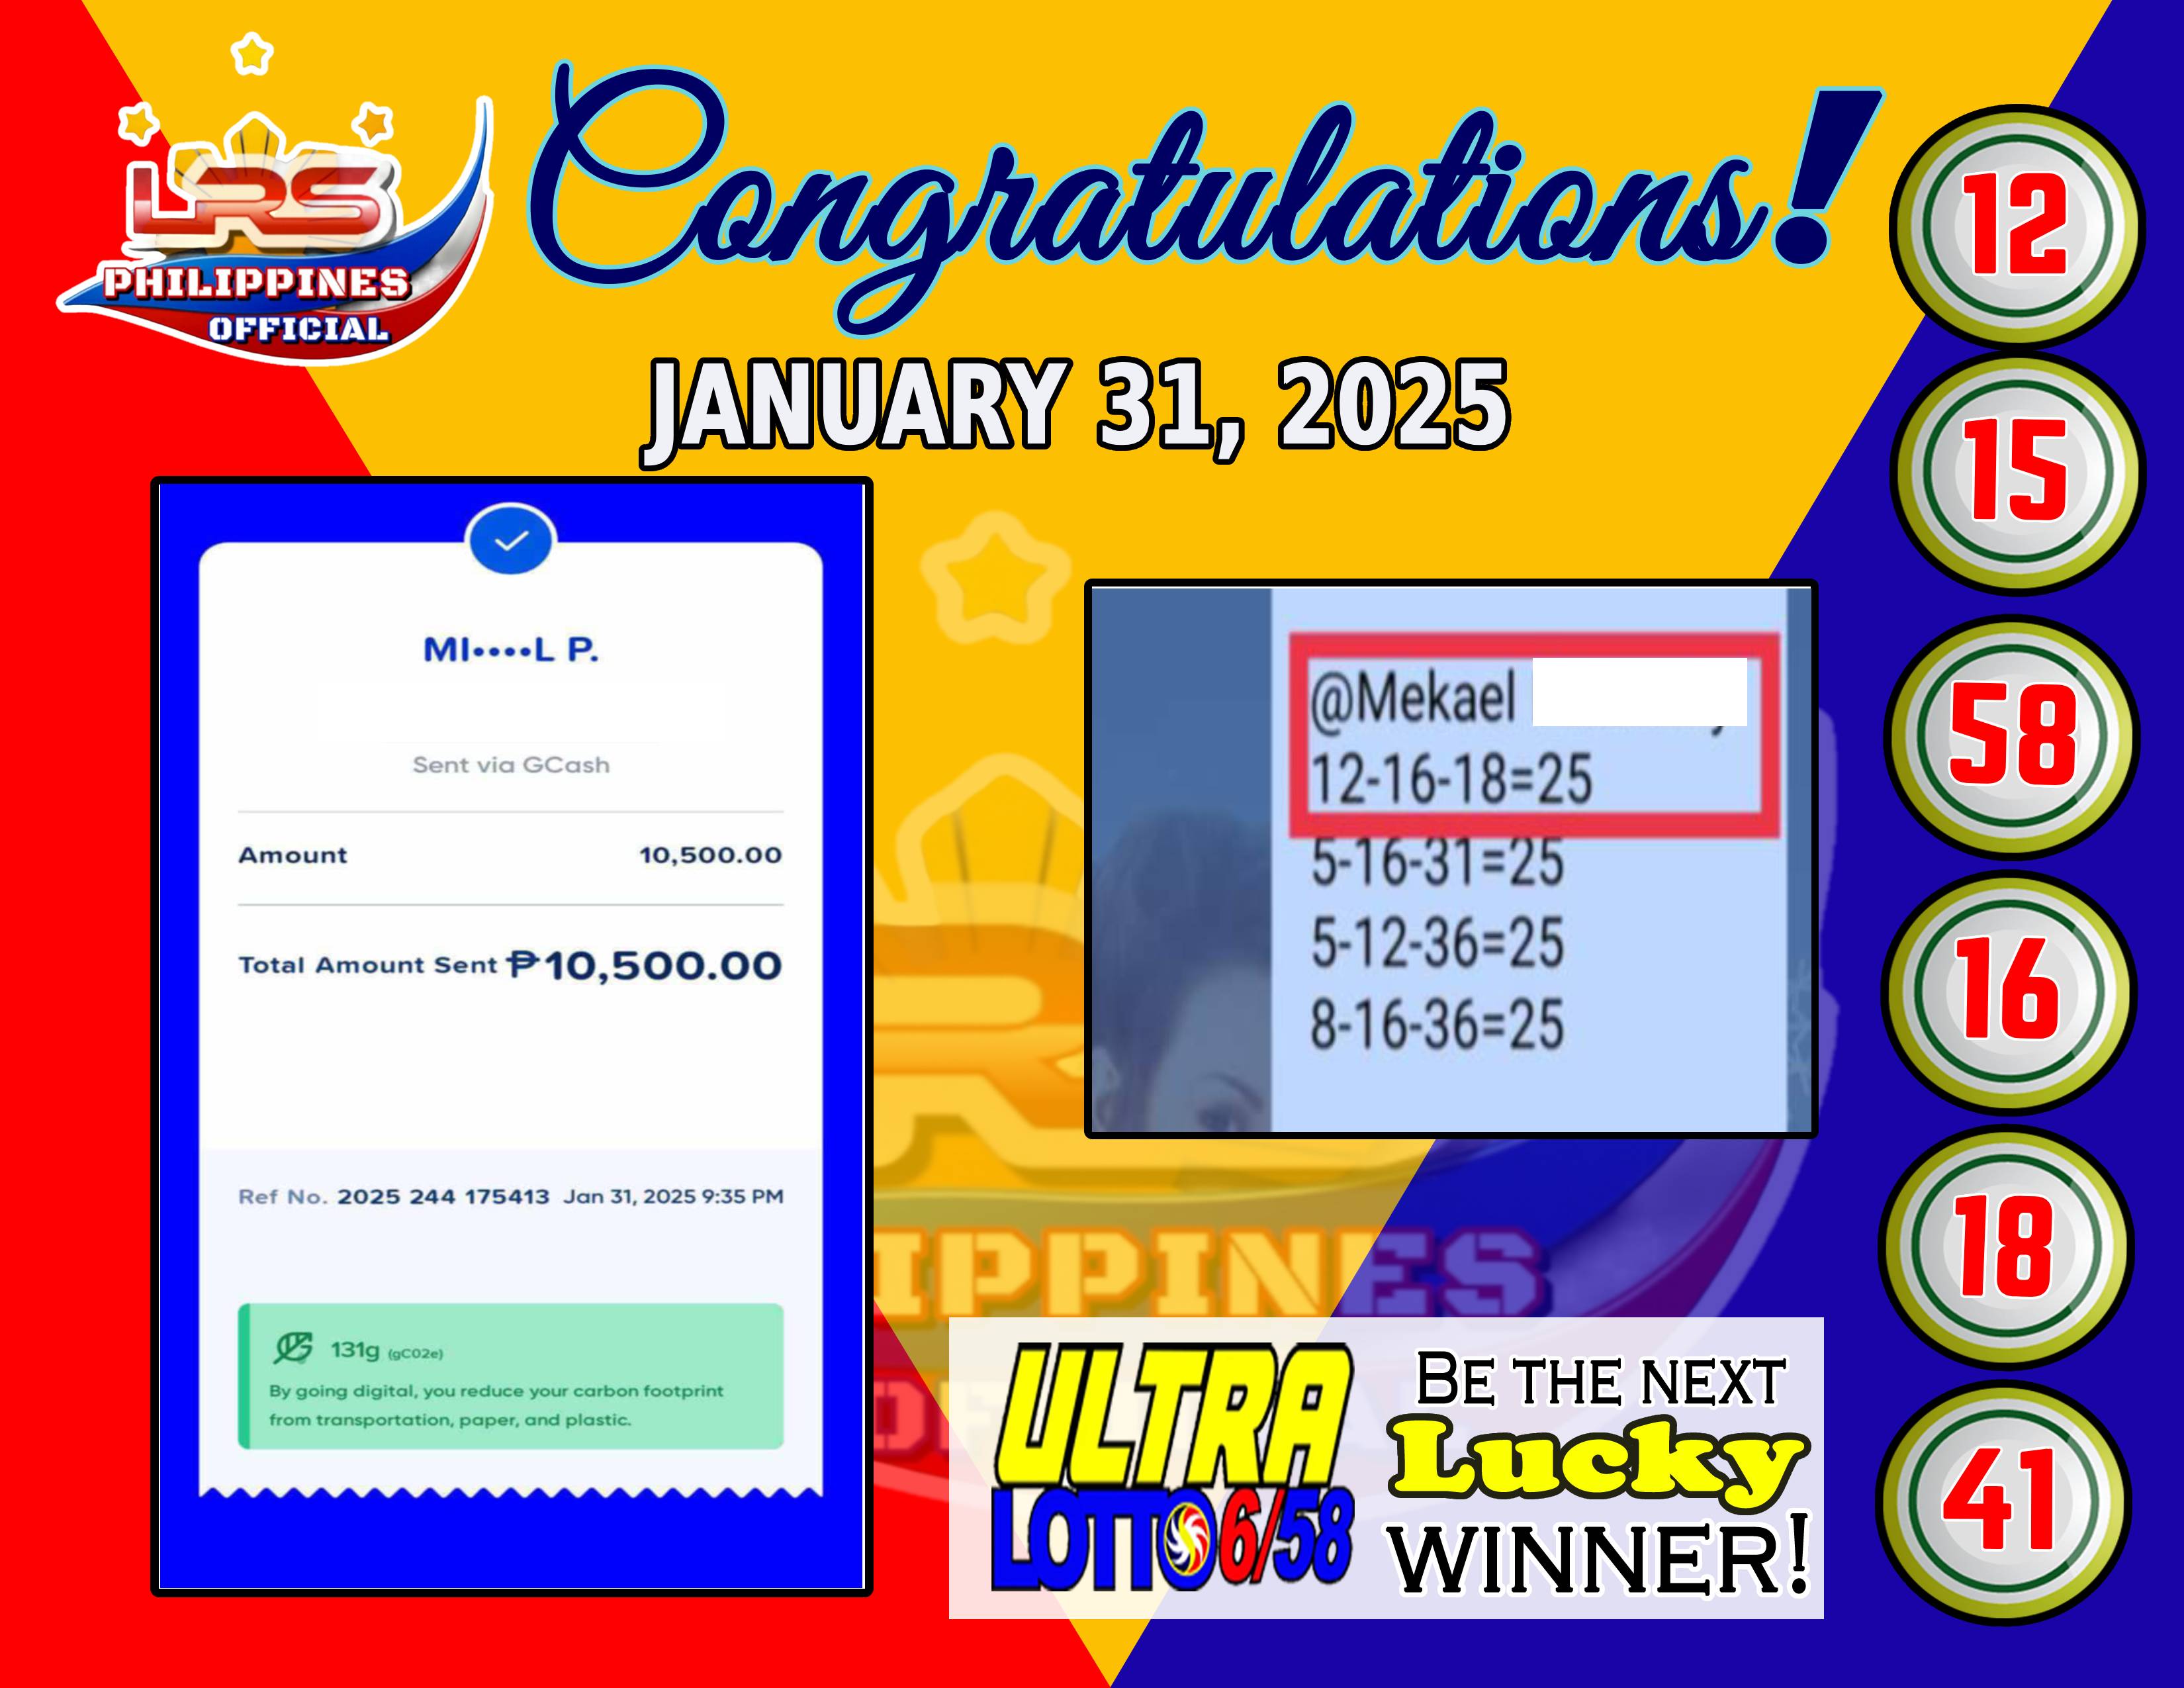 LRS
PHILIPPINES
OFFICIAL
Congratulations!
JANUARY 31, 2025
MI••••L P.
Sent via GCash
Amount 10,500.00
Total Amount Sent ₱10,500.00
Ref No. 2025 244 175413 Jan 31, 2025 9:35 PM
131g (gC02e)
By going digital, you reduce your carbon footprint
from transportation, paper, and plastic.
@Mekael
12-16-18=25
5-16-31=25
5-12-36=25
8-16-36=25
ULTRA
LOTTO 6/58
BE THE NEXT
Lucky
WINNER!
12
15
58
16
18
41